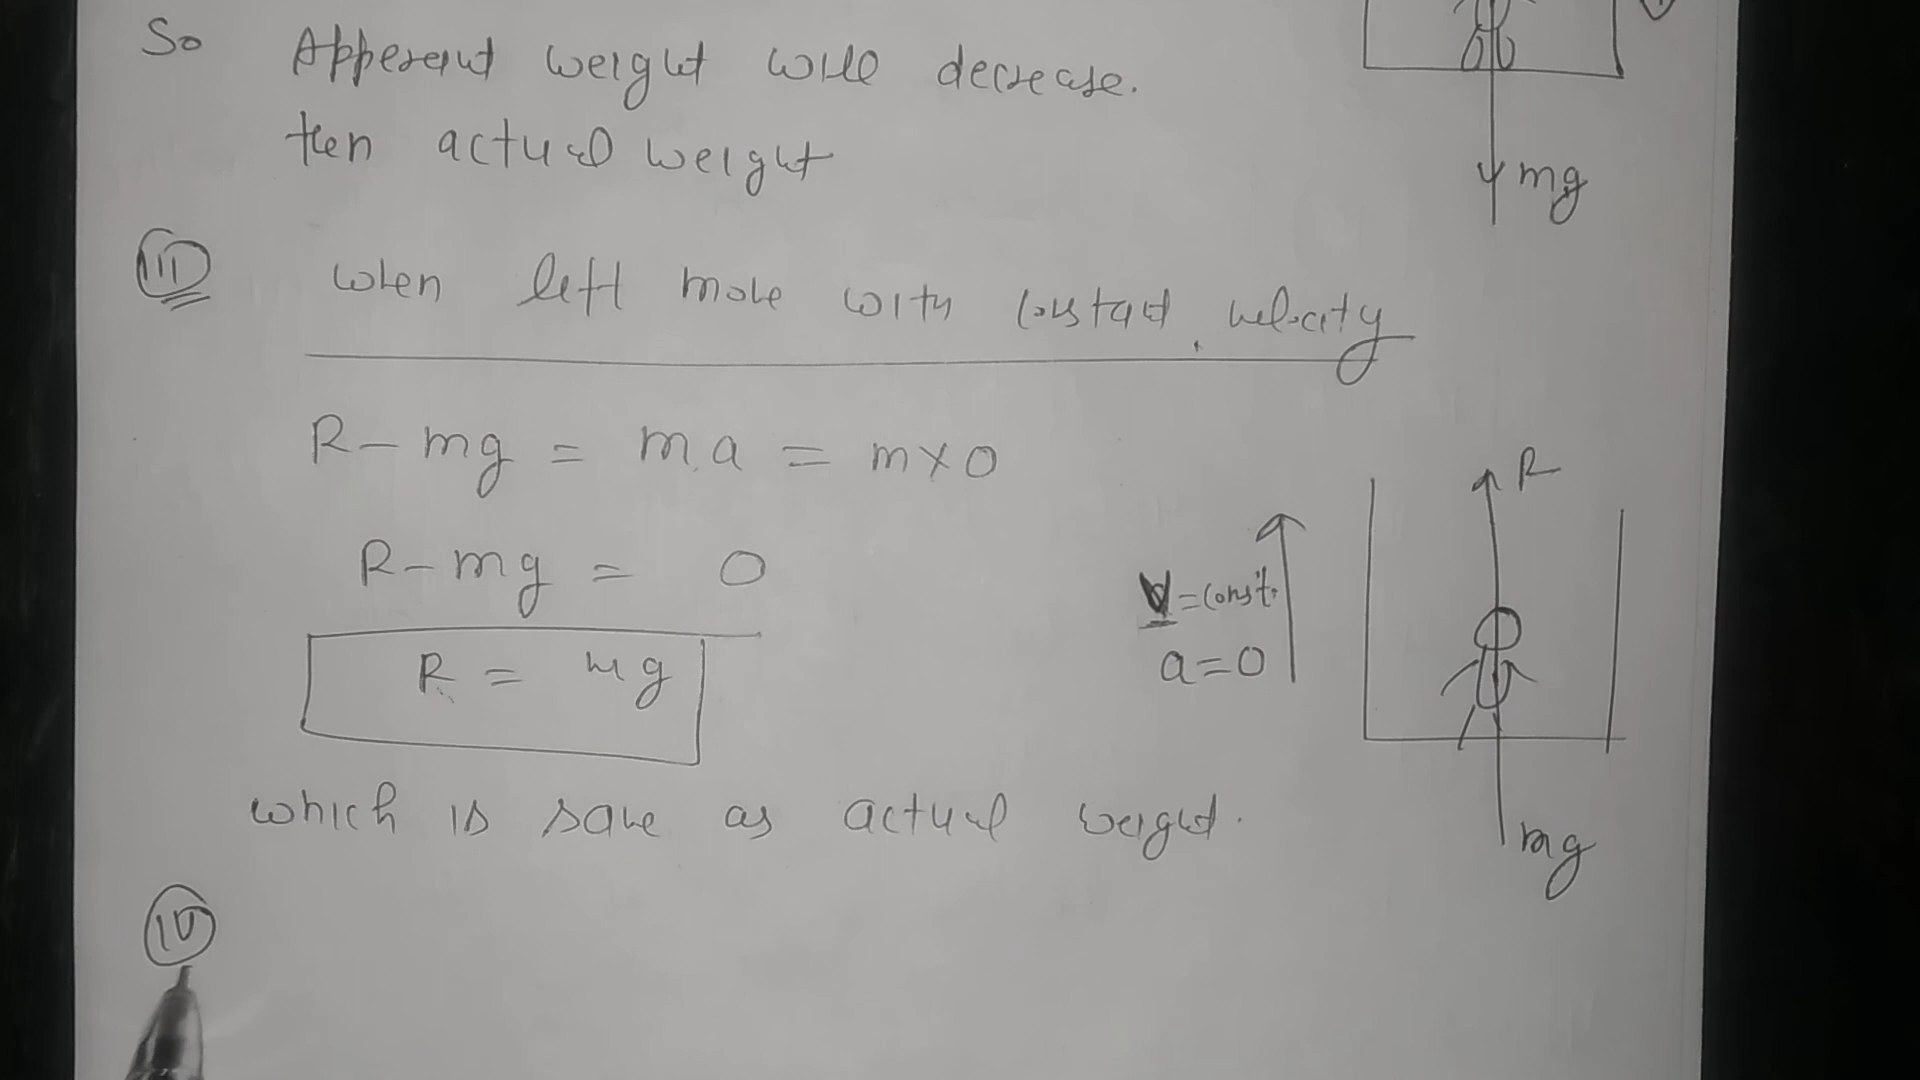 So Apperent weight will decrease.
then actual weight
mg
(iii) when left move with constant velocity
R - mg = ma = m×0
R - mg = 0
R = mg
R
V = const.
a = 0
mg
which is same as actual weight.
(iv)